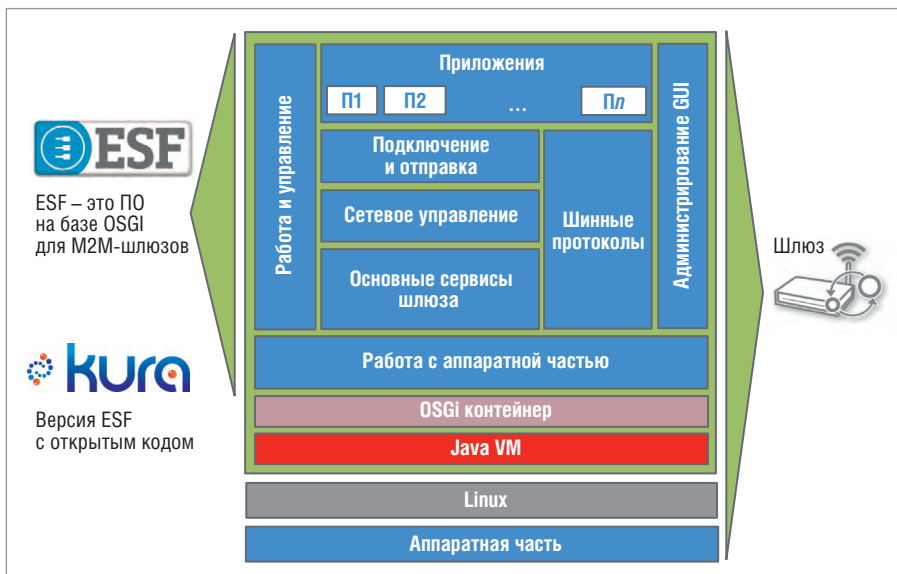 ESF
ESF – это ПО
на базе OSGI
для M2M-шлюзов
kura
Версия ESF
с открытым кодом
Работа и управление
Приложения
П1
П2
...
Пn
Подключение
и отправка
Сетевое управление
Основные сервисы
шлюза
Шинные
протоколы
Администрирование GUI
Работа с аппаратной частью
OSGi контейнер
Java VM
Linux
Аппаратная часть
Шлюз